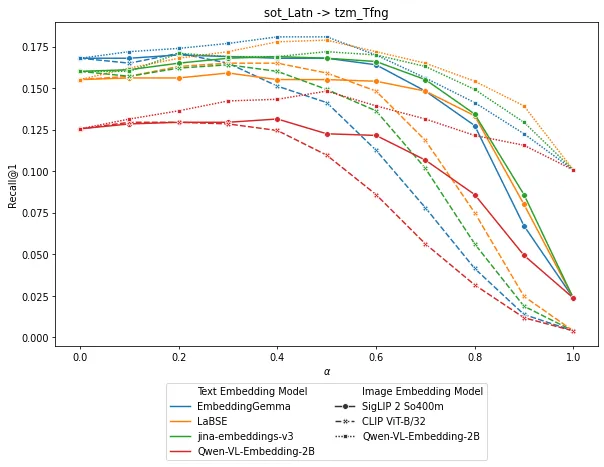 sot_Latn -> tzm_Tfng
Recall@1
0.175
0.150
0.125
0.100
0.075
0.050
0.025
0.000
0.0 0.2 0.4 0.6 0.8 1.0
α
Text Embedding Model Image Embedding Model
EmbeddingGemma SigLIP 2 So400m
LaBSE CLIP ViT-B/32
jina-embeddings-v3 Qwen-VL-Embedding-2B
Qwen-VL-Embedding-2B